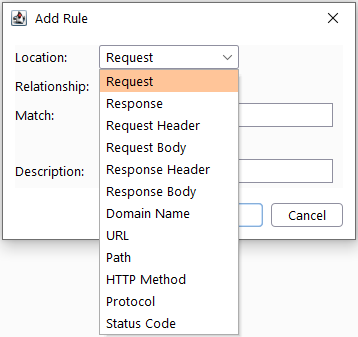 Add Rule
Location:
Request
Relationship:
Match:
Description:
Request
Response
Request Header
Request Body
Response Header
Response Body
Domain Name
URL
Path
HTTP Method
Protocol
Status Code
Cancel